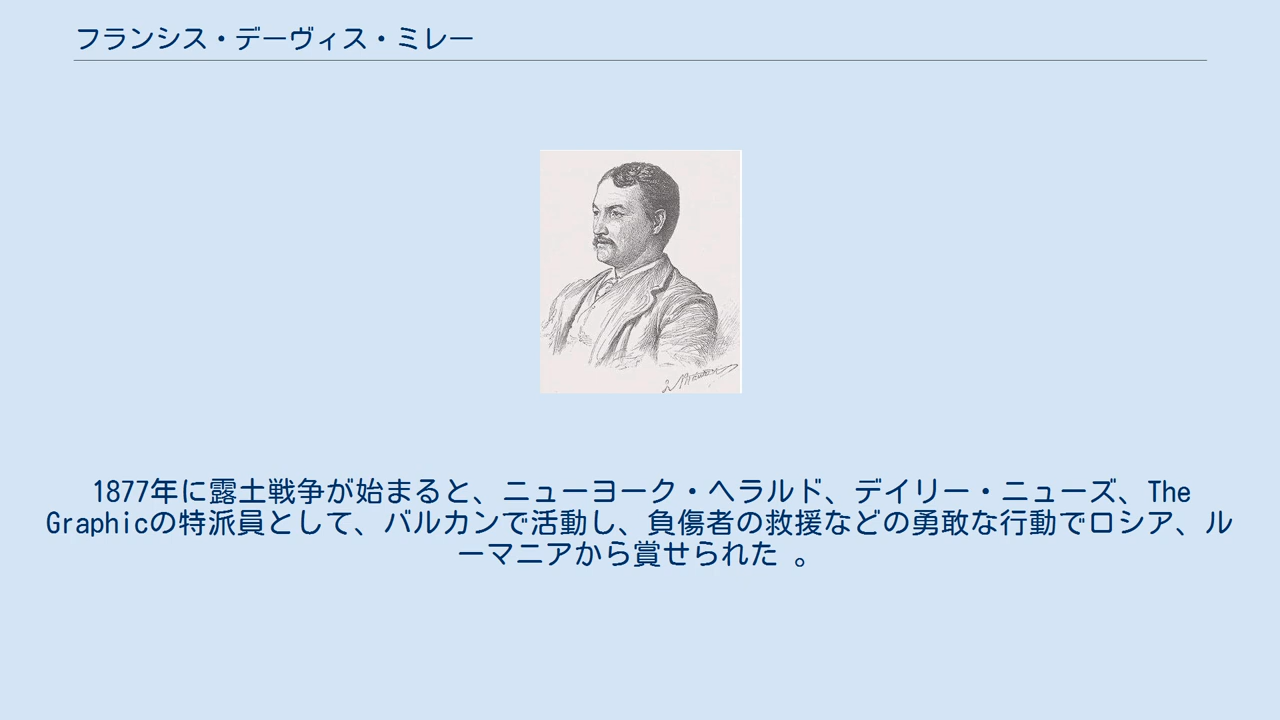 フランシス・デーヴィス・ミレー
1877年に露土戦争が始まると、ニューヨーク・ヘラルド、デイリー・ニューズ、The
Graphicの特派員として、バルカンで活動し、負傷者の救援などの勇敢な行動でロシア、ル
ーマニアから賞せられた 。